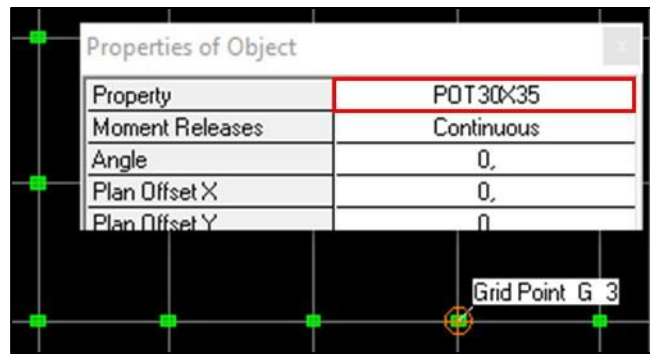 Properties of Object
x
Property POT30X35
Moment Releases Continuous
Angle 0,
Plan Offset X 0,
Plan Offset Y 0
Grid Point G 3